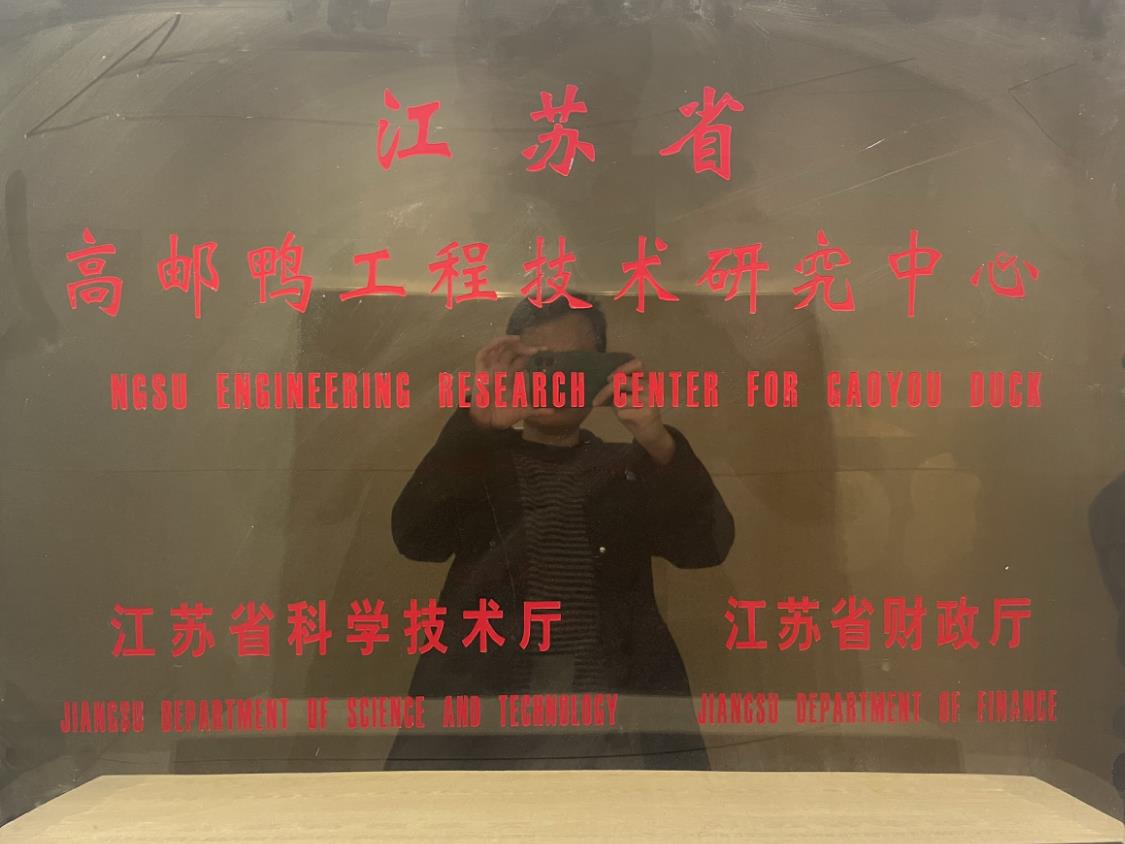 江苏省
高邮鸭工程技术研究中心
NGSU ENGINEERING RESEARCH CENTER FOR GAOYOU DUCK
江苏省科学技术厅 江苏省财政厅
JIANGSU DEPARTMENT OF SCIENCE AND TECHNOLOGY JIANGSU DEPARTMENT OF FINANCE